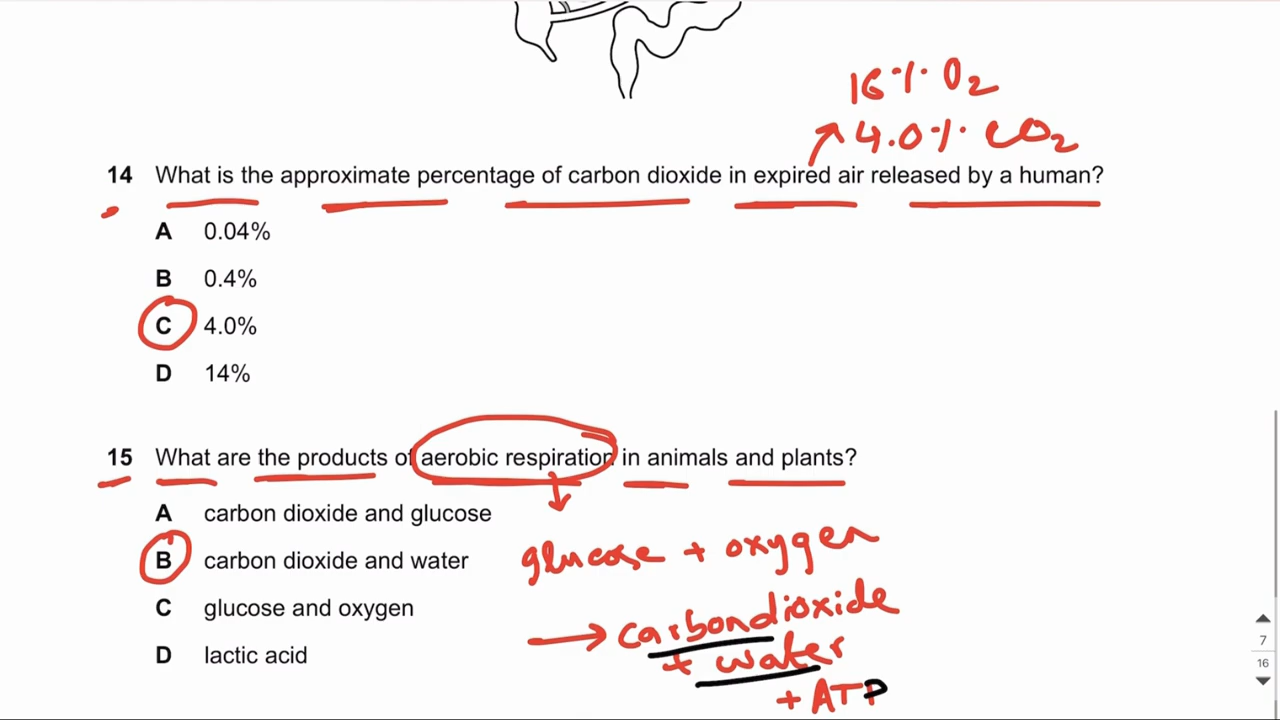 16% O2
4.0% CO2
14 What is the approximate percentage of carbon dioxide in expired air released by a human?
A 0.04%
B 0.4%
C 4.0%
D 14%
15 What are the products of aerobic respiration in animals and plants?
A carbon dioxide and glucose
B carbon dioxide and water
C glucose and oxygen
D lactic acid
glucose + oxygen
→ carbondioxide
+ water
+ ATP
7
16